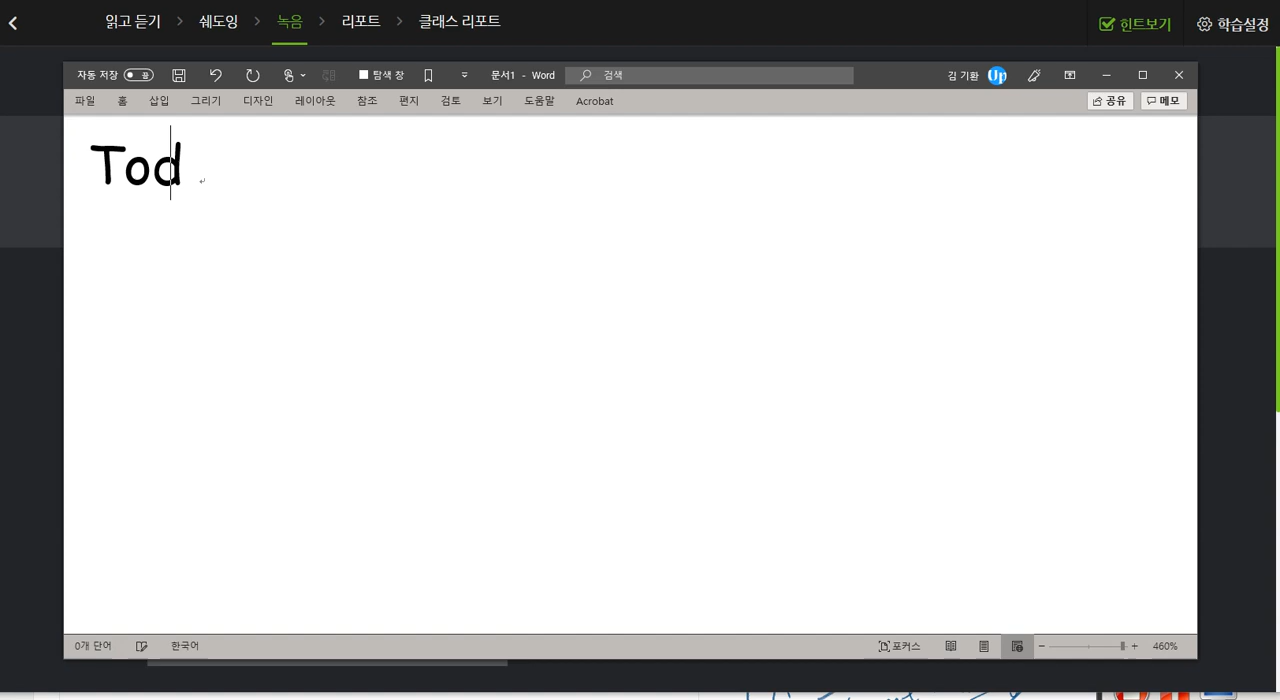 읽고 듣기 > 쉐도잉 > 녹음 > 리포트 > 클래스 리포트 힌트보기 학습설정
자동 저장 끔 탐색 창 문서1 - Word 검색 김 기환 Up
파일 홈 삽입 그리기 디자인 레이아웃 참조 편지 검토 보기 도움말 Acrobat 공유 메모
Tod
0개 단어 한국어 포커스 460%